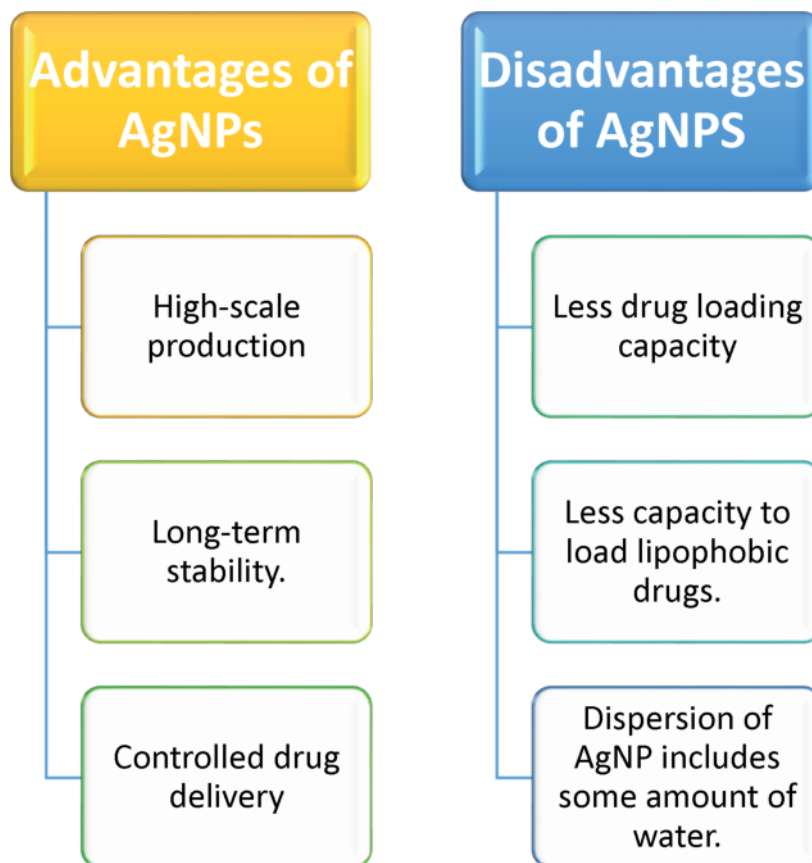 Advantages of
AgNPs
High-scale
production
Long-term
stability.
Controlled drug
delivery
Disadvantages
of AgNPS
Less drug loading
capacity
Less capacity to
load lipophobic
drugs.
Dispersion of
AgNP includes
some amount of
water.